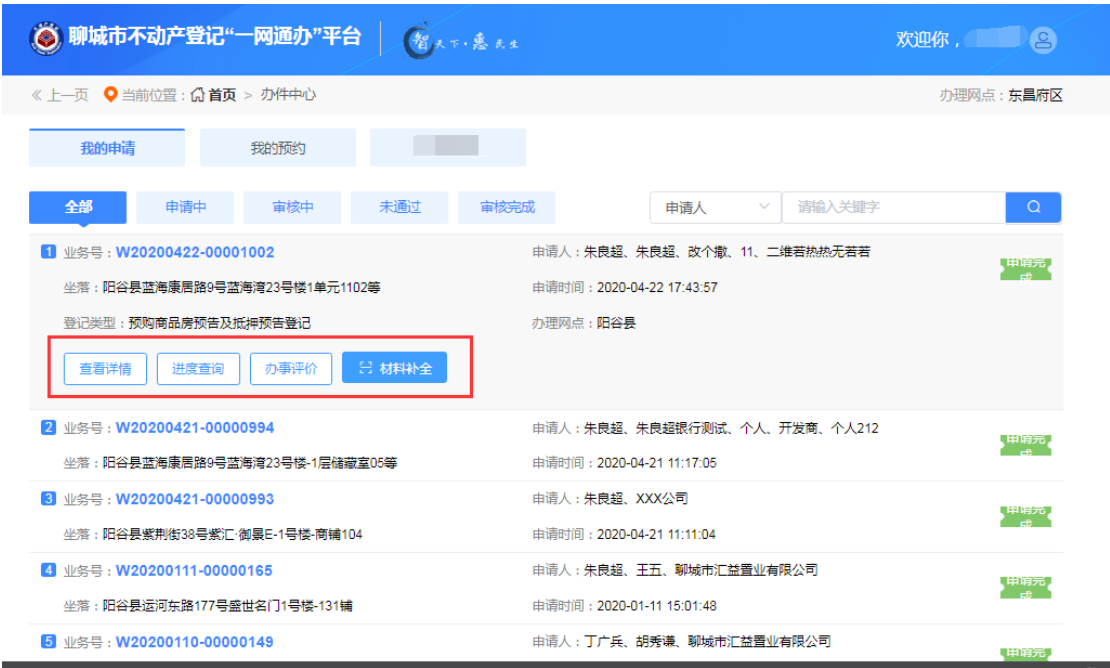 聊城市不动产登记“一网通办”平台
智天下·惠民生
欢迎你，
《 上一页 当前位置：首页 > 办件中心
办理网点：东昌府区
我的申请 我的预约
全部 申请中 审核中 未通过 审核完成 申请人 请输入关键字
1 业务号：W20200422-00001002 申请人：朱良超、朱良超、改个撒、11、二维若热热无若若
申请完成
坐落：阳谷县蓝海康居路9号蓝海湾23号楼1单元1102等 申请时间：2020-04-22 17:43:57
登记类型：预购商品房预告及抵押预告登记 办理网点：阳谷县
查看详情 进度查询 办事评价 材料补全
2 业务号：W20200421-00000994 申请人：朱良超、朱良超银行测试、个人、开发商、个人212
申请完成
坐落：阳谷县蓝海康居路9号蓝海湾23号楼-1层储藏室05等 申请时间：2020-04-21 11:17:05
3 业务号：W20200421-00000993 申请人：朱良超、XXX公司
申请完成
坐落：阳谷县紫荆街38号紫汇·御景E-1号楼-商铺104 申请时间：2020-04-21 11:11:04
4 业务号：W20200111-00000165 申请人：朱良超、王五、聊城市汇益置业有限公司
申请完成
坐落：阳谷县运河东路177号盛世名门1号楼-131铺 申请时间：2020-01-11 15:01:48
5 业务号：W20200110-00000149 申请人：丁广兵、胡秀谦、聊城市汇益置业有限公司
申请完